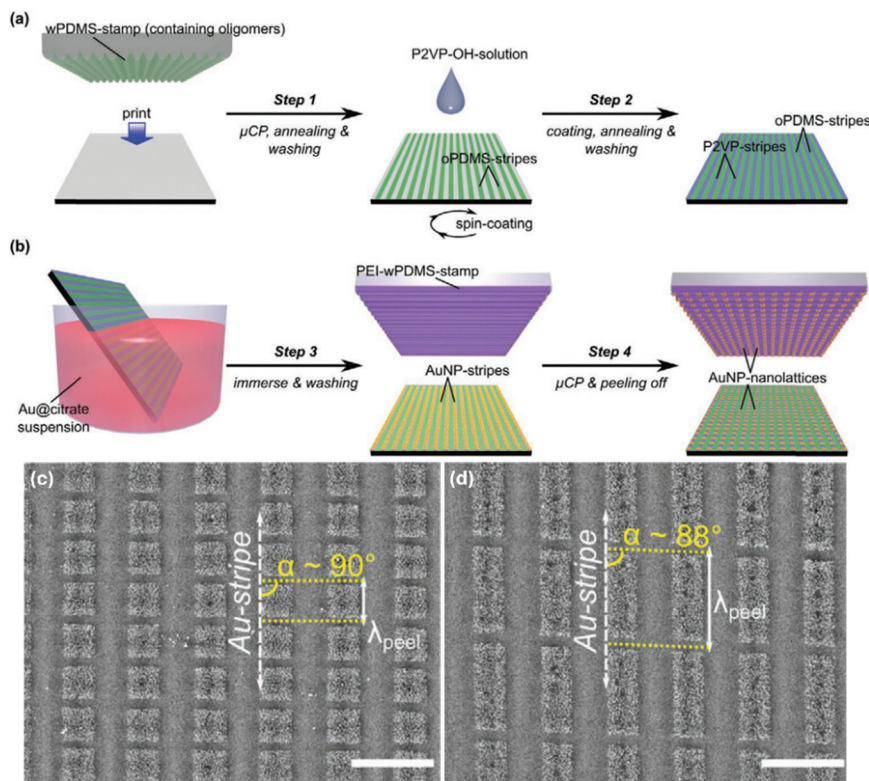 (a)
wPDMS-stamp (containing oligomers)
print
Step 1
μCP, annealing &
washing
P2VP-OH-solution
oPDMS-stripes
spin-coating
Step 2
coating, annealing &
washing
oPDMS-stripes
P2VP-stripes
(b)
Au@citrate
suspension
Step 3
immerse & washing
PEI-wPDMS-stamp
AuNP-stripes
Step 4
μCP & peeling off
AuNP-nanolattices
(c)
Au-stripe
α ~ 90°
λpeel
(d)
Au-stripe
α ~ 88°
λpeel